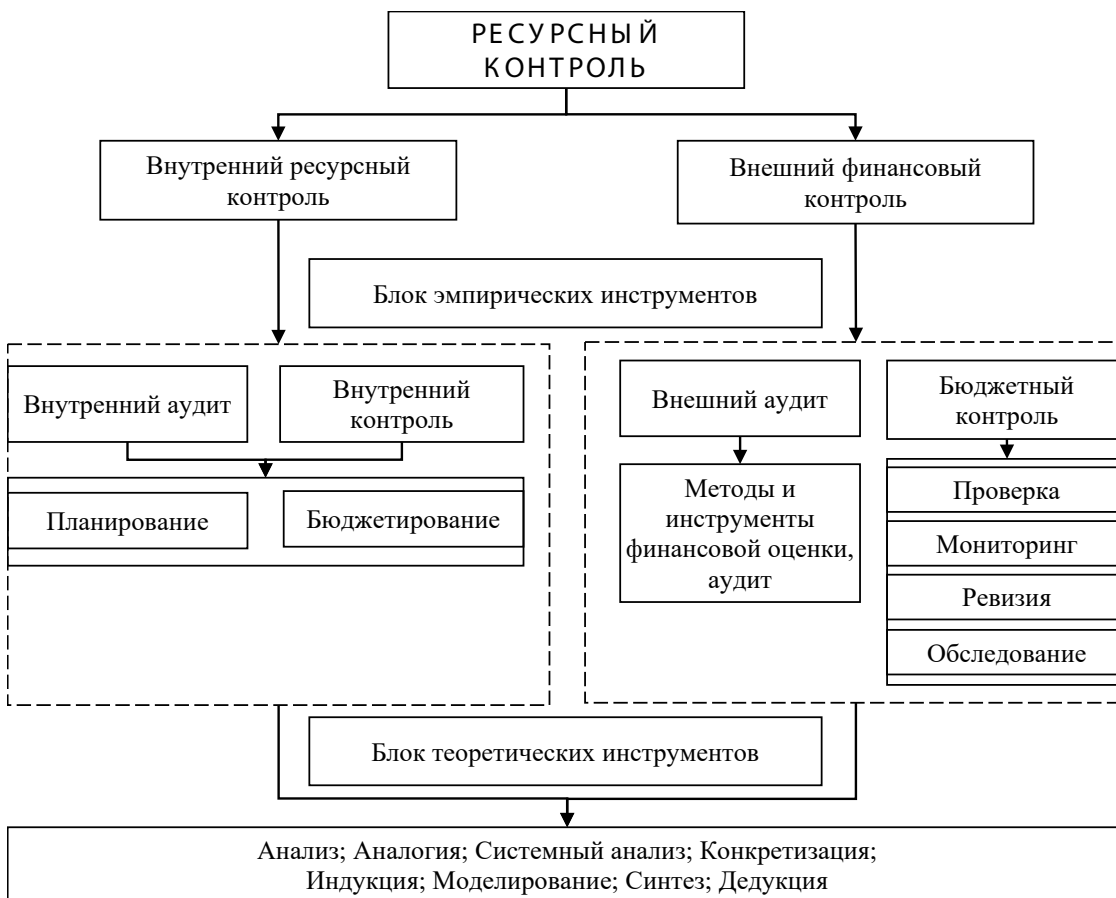 РЕСУРСНЫЙ
КОНТРОЛЬ
Внутренний ресурсный
контроль
Внешний финансовый
контроль
Блок эмпирических инструментов
Внутренний аудит
Внутренний
контроль
Планирование
Бюджетирование
Внешний аудит
Методы и
инструменты
финансовой оценки,
аудит
Бюджетный
контроль
Проверка
Мониторинг
Ревизия
Обследование
Блок теоретических инструментов
Анализ; Аналогия; Системный анализ; Конкретизация;
Индукция; Моделирование; Синтез; Дедукция